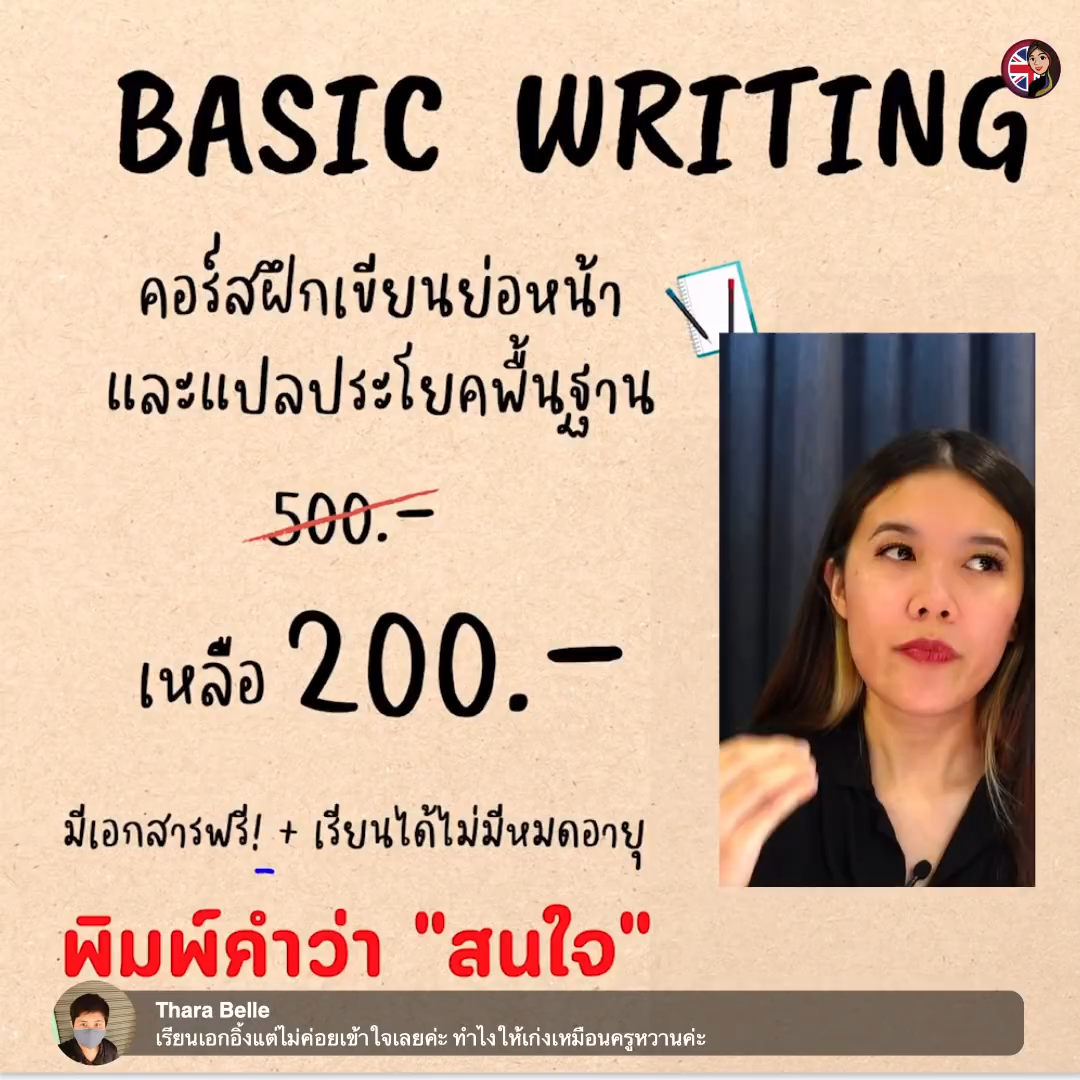 BASIC WRITING
คอร์สฝึกเขียนย่อหน้า
และแปลประโยคพื้นฐาน
500.-
เหลือ 200.-
มีเอกสารฟรี! + เรียนได้ไม่มีหมดอายุ
พิมพ์คำว่า "สนใจ"
Thara Belle
เรียนเอกอิ้งแต่ไม่ค่อยเข้าใจเลยค่ะ ทำไงให้เก่งเหมือนครูหวานค่ะ